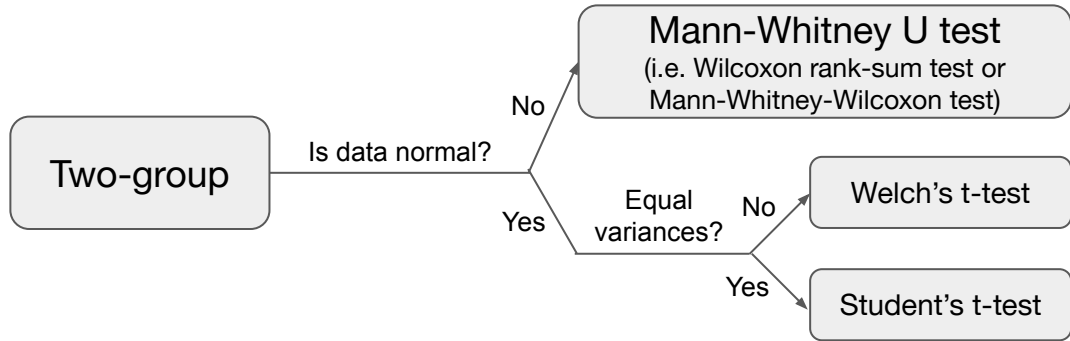 Mann-Whitney U test
(i.e. Wilcoxon rank-sum test or
Mann-Whitney-Wilcoxon test)
No
Is data normal?
Two-group
Yes
Equal
variances?
No
Welch's t-test
Yes
Student's t-test